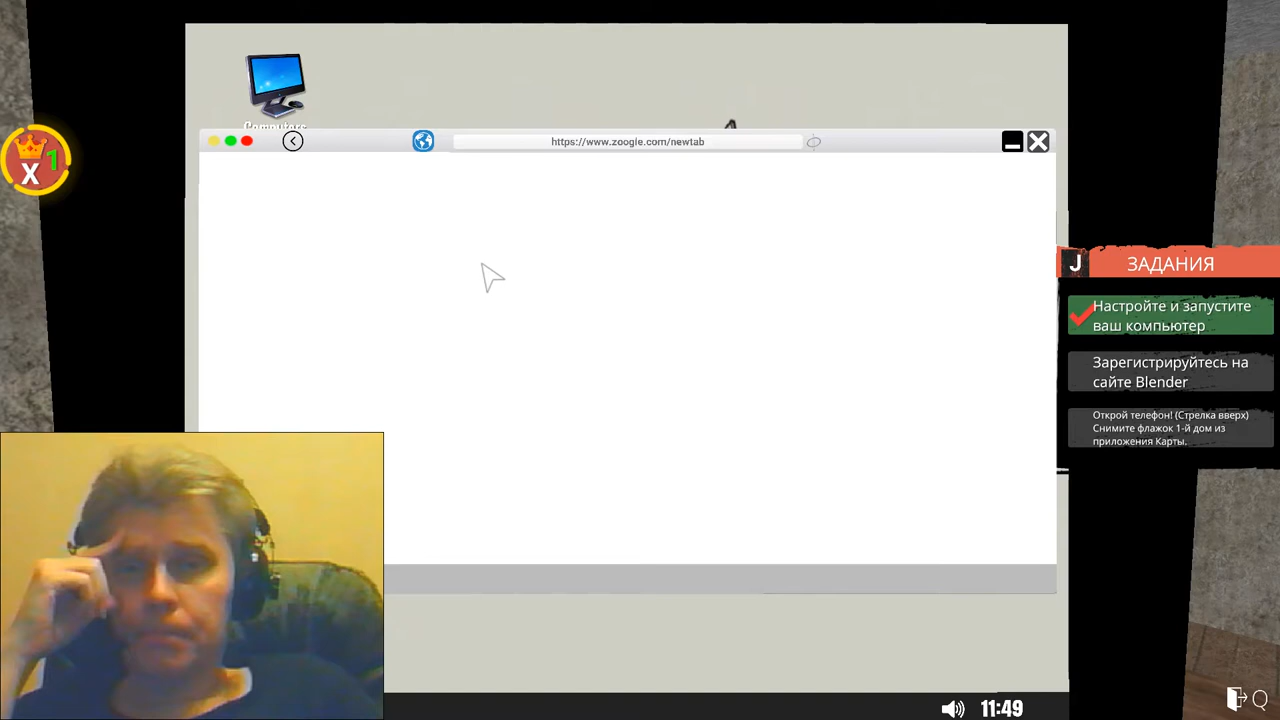 Computers
https://www.zoogle.com/newtab
X 1
J ЗАДАНИЯ
Настройте и запустите
ваш компьютер
Зарегистрируйтесь на
сайте Blender
Открой телефон! (Стрелка вверх)
Снимите флажок 1-й дом из
приложения Карты.
11:49
Q